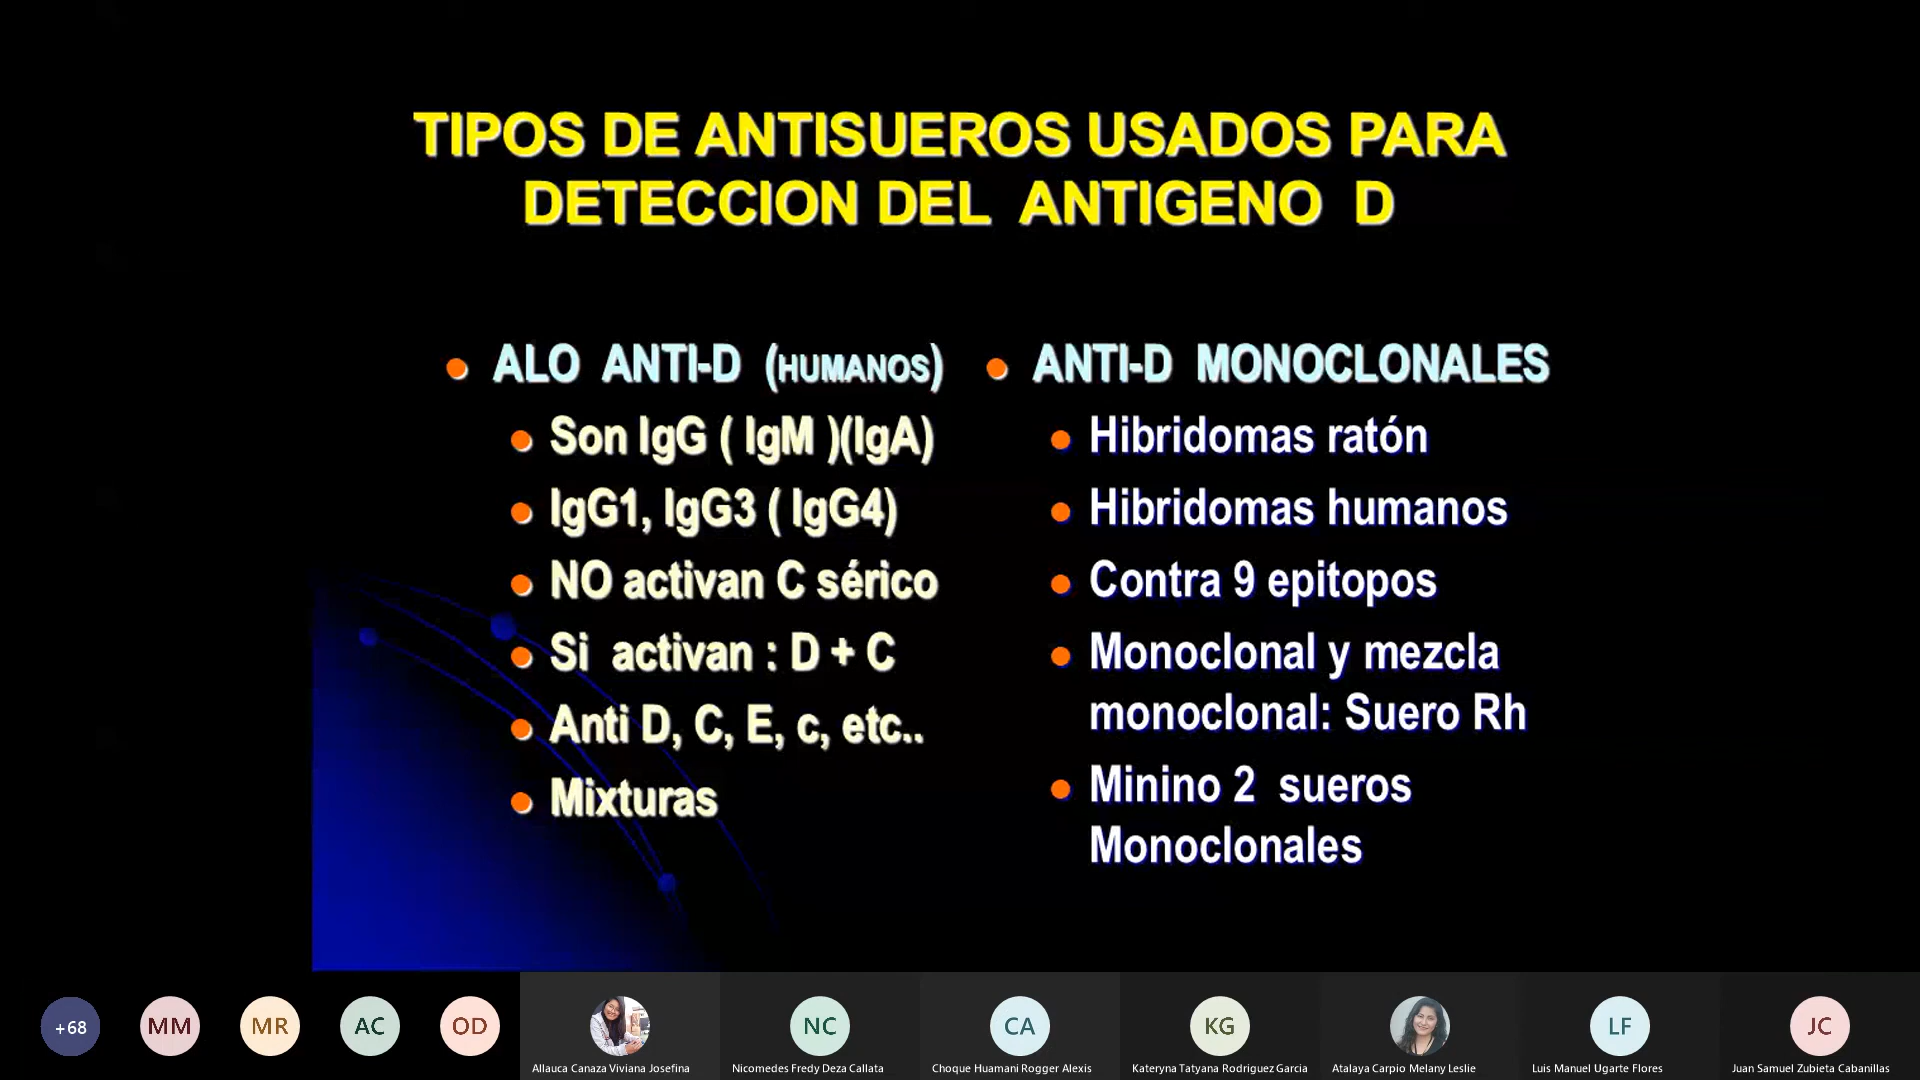 TIPOS DE ANTISUEROS USADOS PARA
DETECCION DEL ANTIGENO D
ALO ANTI-D (HUMANOS)
Son IgG ( IgM )(IgA)
IgG1, IgG3 ( IgG4)
NO activan C sérico
Si activan : D + C
Anti D, C, E, c, etc..
Mixturas
ANTI-D MONOCLONALES
Hibridomas ratón
Hibridomas humanos
Contra 9 epitopos
Monoclonal y mezcla
monoclonal: Suero Rh
Minino 2 sueros
Monoclonales
+68
MM
MR
AC
OD
Allauca Canaza Viviana Josefina
NC
Nicomedes Fredy Deza Callata
CA
Choque Huamani Rogger Alexis
KG
Kateryna Tatyana Rodriguez Garcia
Atalaya Carpio Melany Leslie
LF
Luis Manuel Ugarte Flores
JC
Juan Samuel Zubieta Cabanillas